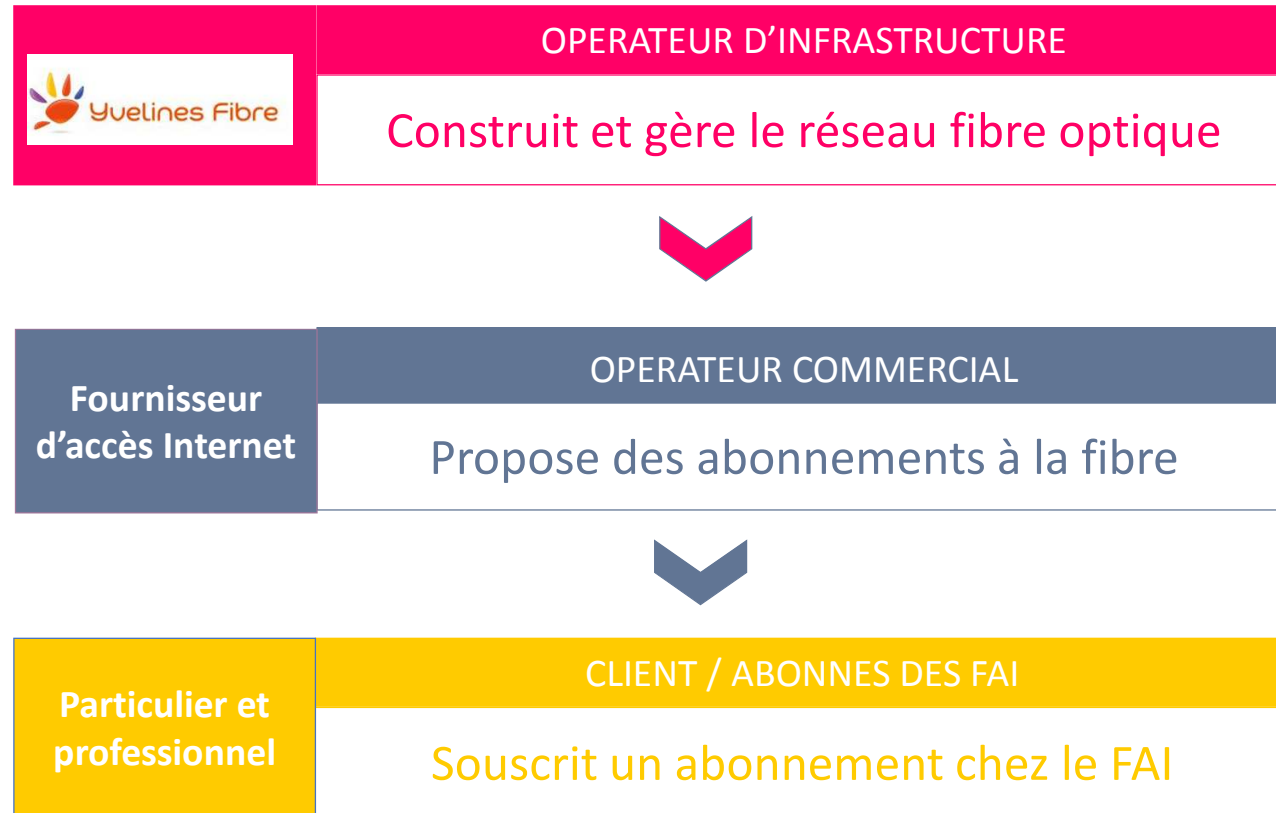 Yvelines Fibre
OPERATEUR D’INFRASTRUCTURE
Construit et gère le réseau fibre optique
Fournisseur
d’accès Internet
OPERATEUR COMMERCIAL
Propose des abonnements à la fibre
Particulier et
professionnel
CLIENT / ABONNES DES FAI
Souscrit un abonnement chez le FAI